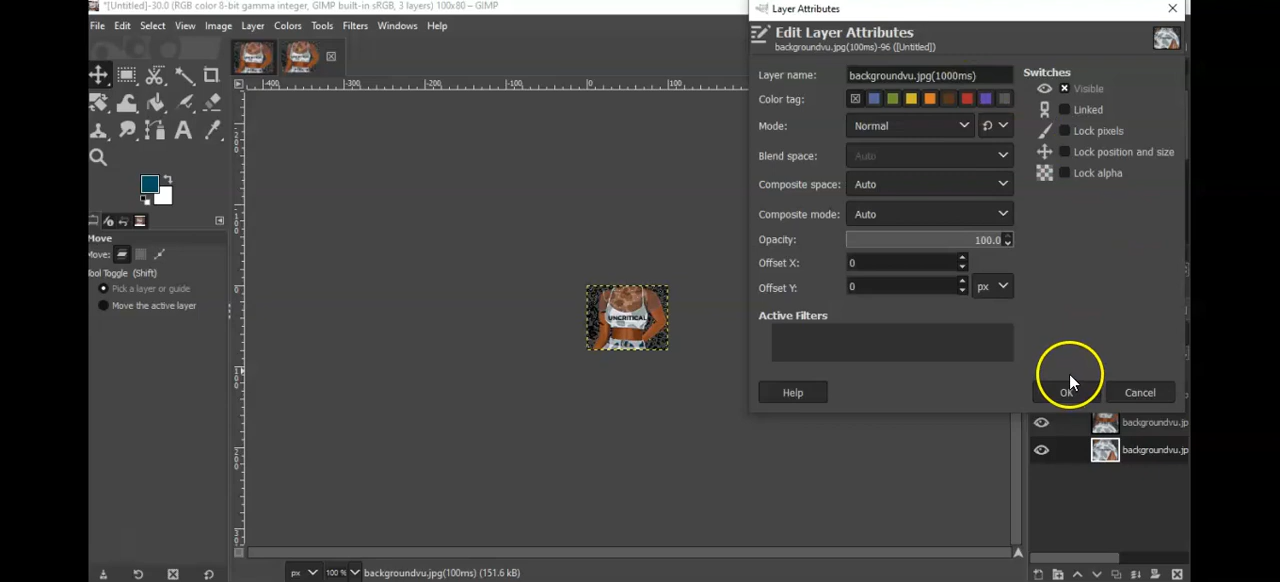 *[Untitled]-30.0 (RGB color 8-bit gamma integer, GIMP built-in sRGB, 3 layers) 100x80 – GIMP
File Edit Select View Image Layer Colors Tools Filters Windows Help
Move
Move:
Tool Toggle (Shift)
Pick a layer or guide
Move the active layer
UNCRITICAL
px 100 % backgroundvu.jpg(100ms) (151.6 kB)
Layer Attributes
Edit Layer Attributes
backgroundvu.jpg(100ms)-96 ([Untitled])
Layer name: backgroundvu.jpg(1000ms)
Color tag:
Mode: Normal
Blend space: Auto
Composite space: Auto
Composite mode: Auto
Opacity: 100.0
Offset X: 0
Offset Y: 0 px
Active Filters
Switches
Visible
Linked
Lock pixels
Lock position and size
Lock alpha
Help
OK
Cancel
backgroundvu.jp
backgroundvu.jp